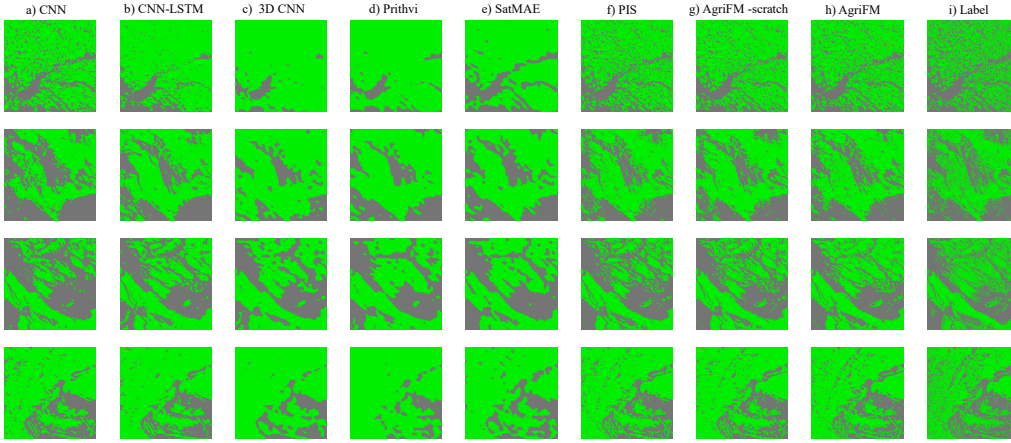 a) CNN b) CNN-LSTM c) 3D CNN d) Prithvi e) SatMAE f) PIS g) AgriFM -scratch h) AgriFM i) Label